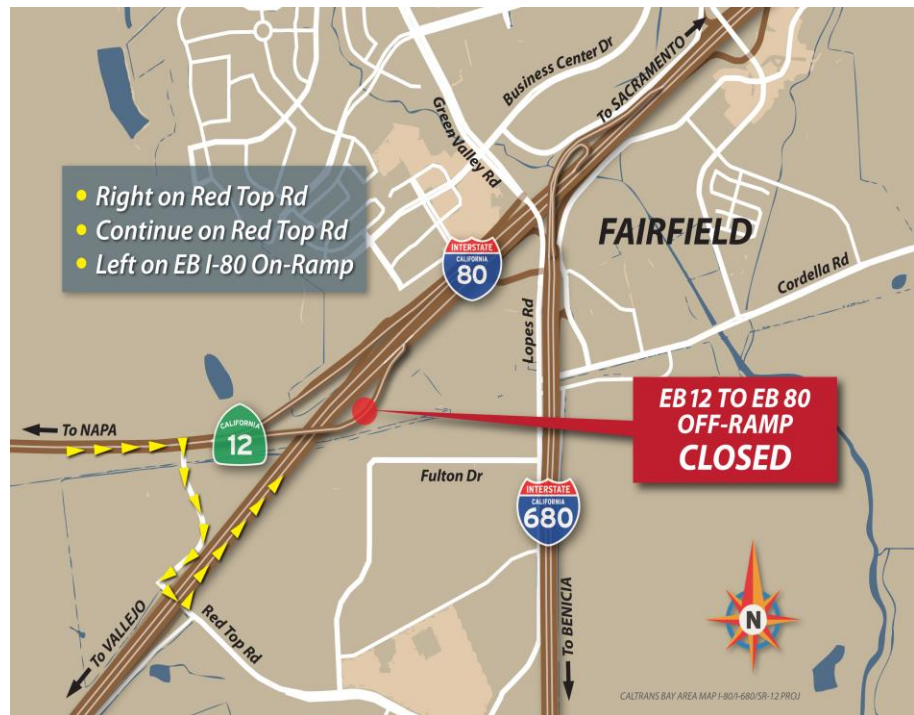 Business Center Dr
To SACRAMENTO
Green Valley Rd
• Right on Red Top Rd
• Continue on Red Top Rd
• Left on EB I-80 On-Ramp
FAIRFIELD
INTERSTATE
CALIFORNIA
80
Cordella Rd
Lopes Rd
EB 12 TO EB 80
OFF-RAMP
CLOSED
To NAPA
CALIFORNIA
12
Fulton Dr
INTERSTATE
CALIFORNIA
680
To VALLEJO
Red Top Rd
To BENICIA
N
CALTRANS BAY AREA MAP I-80/I-680/SR-12 PROJ